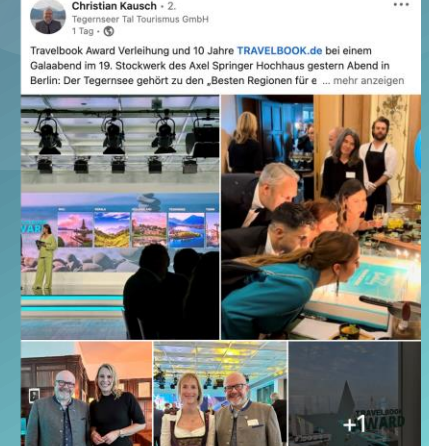 Christian Kausch • 2.
Tegernseer Tal Tourismus GmbH
1 Tag •
Travelbook Award Verleihung und 10 Jahre TRAVELBOOK.de bei einem
Galaabend im 19. Stockwerk des Axel Springer Hochhaus gestern Abend in
Berlin: Der Tegernsee gehört zu den „Besten Regionen für e ... mehr anzeigen
+1